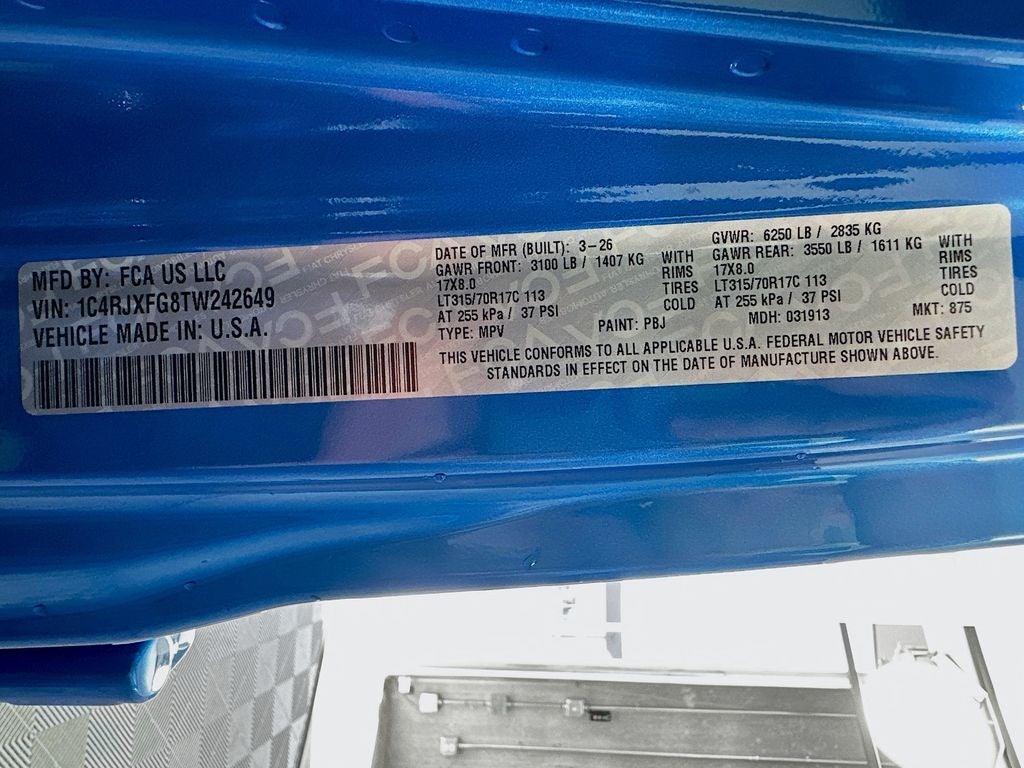 MFD BY: FCA US LLC
VIN: 1C4RJXFG8TW242649
VEHICLE MADE IN: U.S.A.
DATE OF MFR (BUILT): 3-26
GVWR: 6250 LB / 2835 KG
GAWR FRONT: 3100 LB / 1407 KG WITH
17X8.0 RIMS
LT315/70R17C 113 TIRES
AT 255 kPa / 37 PSI COLD
GAWR REAR: 3550 LB / 1611 KG WITH
17X8.0 RIMS
LT315/70R17C 113 TIRES
AT 255 kPa / 37 PSI COLD
TYPE: MPV PAINT: PBJ MDH: 031913 MKT: 875
THIS VEHICLE CONFORMS TO ALL APPLICABLE U.S.A. FEDERAL MOTOR VEHICLE SAFETY
STANDARDS IN EFFECT ON THE DATE OF MANUFACTURE SHOWN ABOVE.